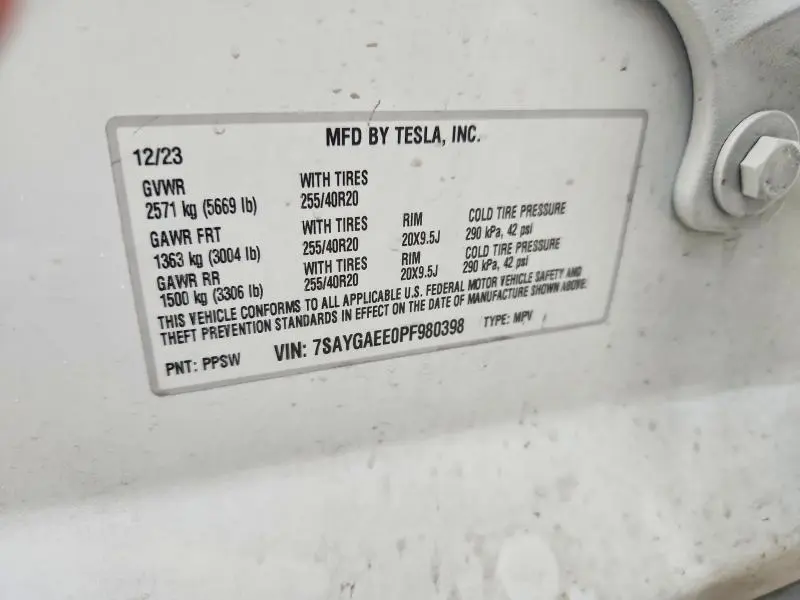 MFD BY TESLA, INC.
12/23
GVWR WITH TIRES
2571 kg (5669 lb) 255/40R20
GAWR FRT WITH TIRES RIM COLD TIRE PRESSURE
1363 kg (3004 lb) 255/40R20 20X9.5J 290 kPa, 42 psi
GAWR RR WITH TIRES RIM COLD TIRE PRESSURE
1500 kg (3306 lb) 255/40R20 20X9.5J 290 kPa, 42 psi
THIS VEHICLE CONFORMS TO ALL APPLICABLE U.S. FEDERAL MOTOR VEHICLE SAFETY AND
THEFT PREVENTION STANDARDS IN EFFECT ON THE DATE OF MANUFACTURE SHOWN ABOVE.
PNT: PPSW VIN: 7SAYGAEE0PF980398 TYPE: MPV